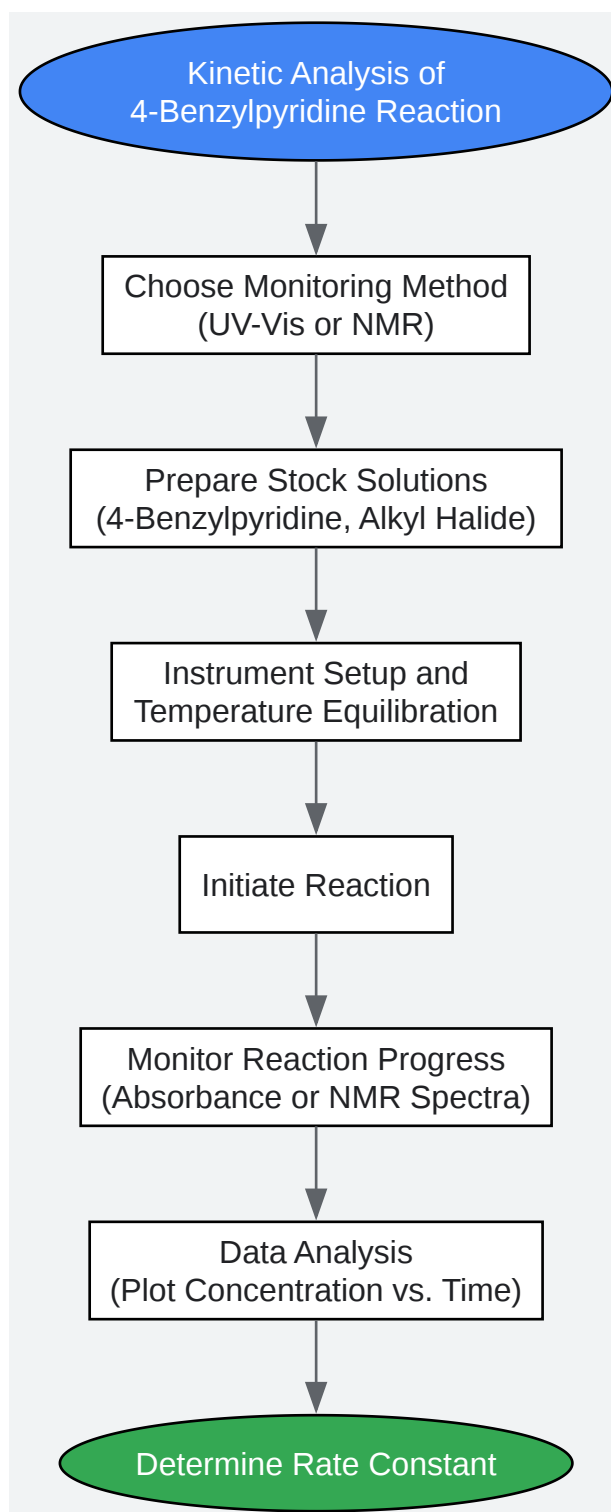 Kinetic Analysis of
4-Benzylpyridine Reaction
Choose Monitoring Method
(UV-Vis or NMR)
Prepare Stock Solutions
(4-Benzylpyridine, Alkyl Halide)
Instrument Setup and
Temperature Equilibration
Initiate Reaction
Monitor Reaction Progress
(Absorbance or NMR Spectra)
Data Analysis
(Plot Concentration vs. Time)
Determine Rate Constant